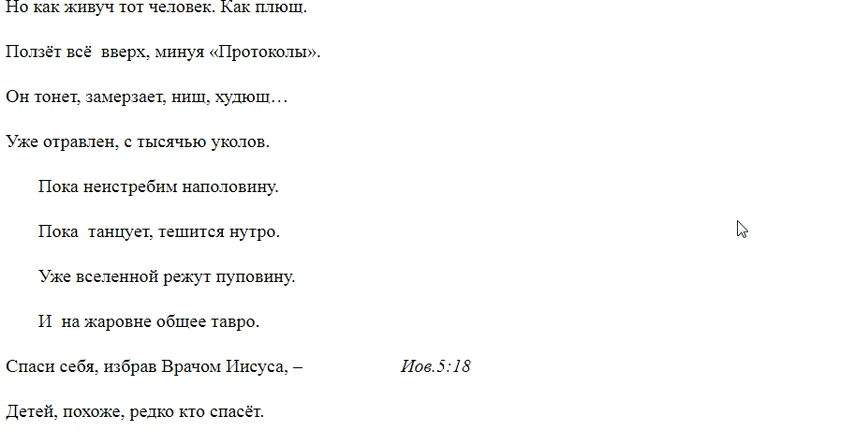 Но как живуч тот человек. Как плющ.
Ползёт всё вверх, минуя «Протоколы».
Он тонет, замерзает, нищ, худющ…
Уже отравлен, с тысячью уколов.
Пока неистребим наполовину.
Пока танцует, тешится нутро.
Уже вселенной режут пуповину.
И на жаровне общее тавро.
Спаси себя, избрав Врачом Иисуса, – Иов.5:18
Детей, похоже, редко кто спасёт.